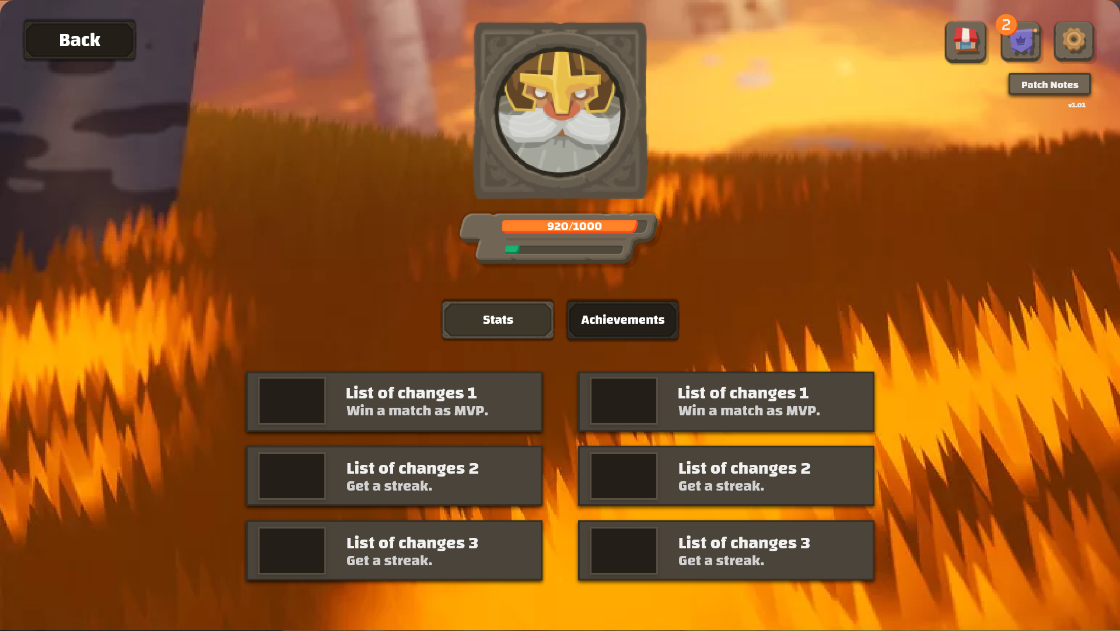 Back
2
Patch Notes
v1.01
920/1000
Stats
Achievements
List of changes 1
Win a match as MVP.
List of changes 1
Win a match as MVP.
List of changes 2
Get a streak.
List of changes 2
Get a streak.
List of changes 3
Get a streak.
List of changes 3
Get a streak.